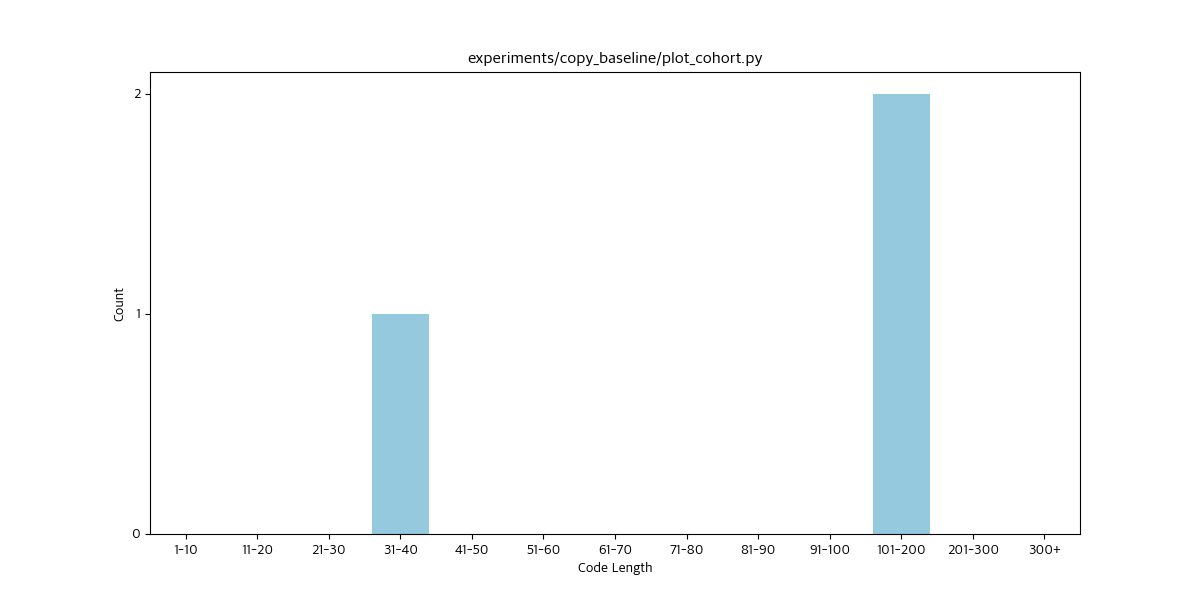 experiments/copy_baseline/plot_cohort.py
2
1
0
Count
1-10 11-20 21-30 31-40 41-50 51-60 61-70 71-80 81-90 91-100 101-200 201-300 300+
Code Length